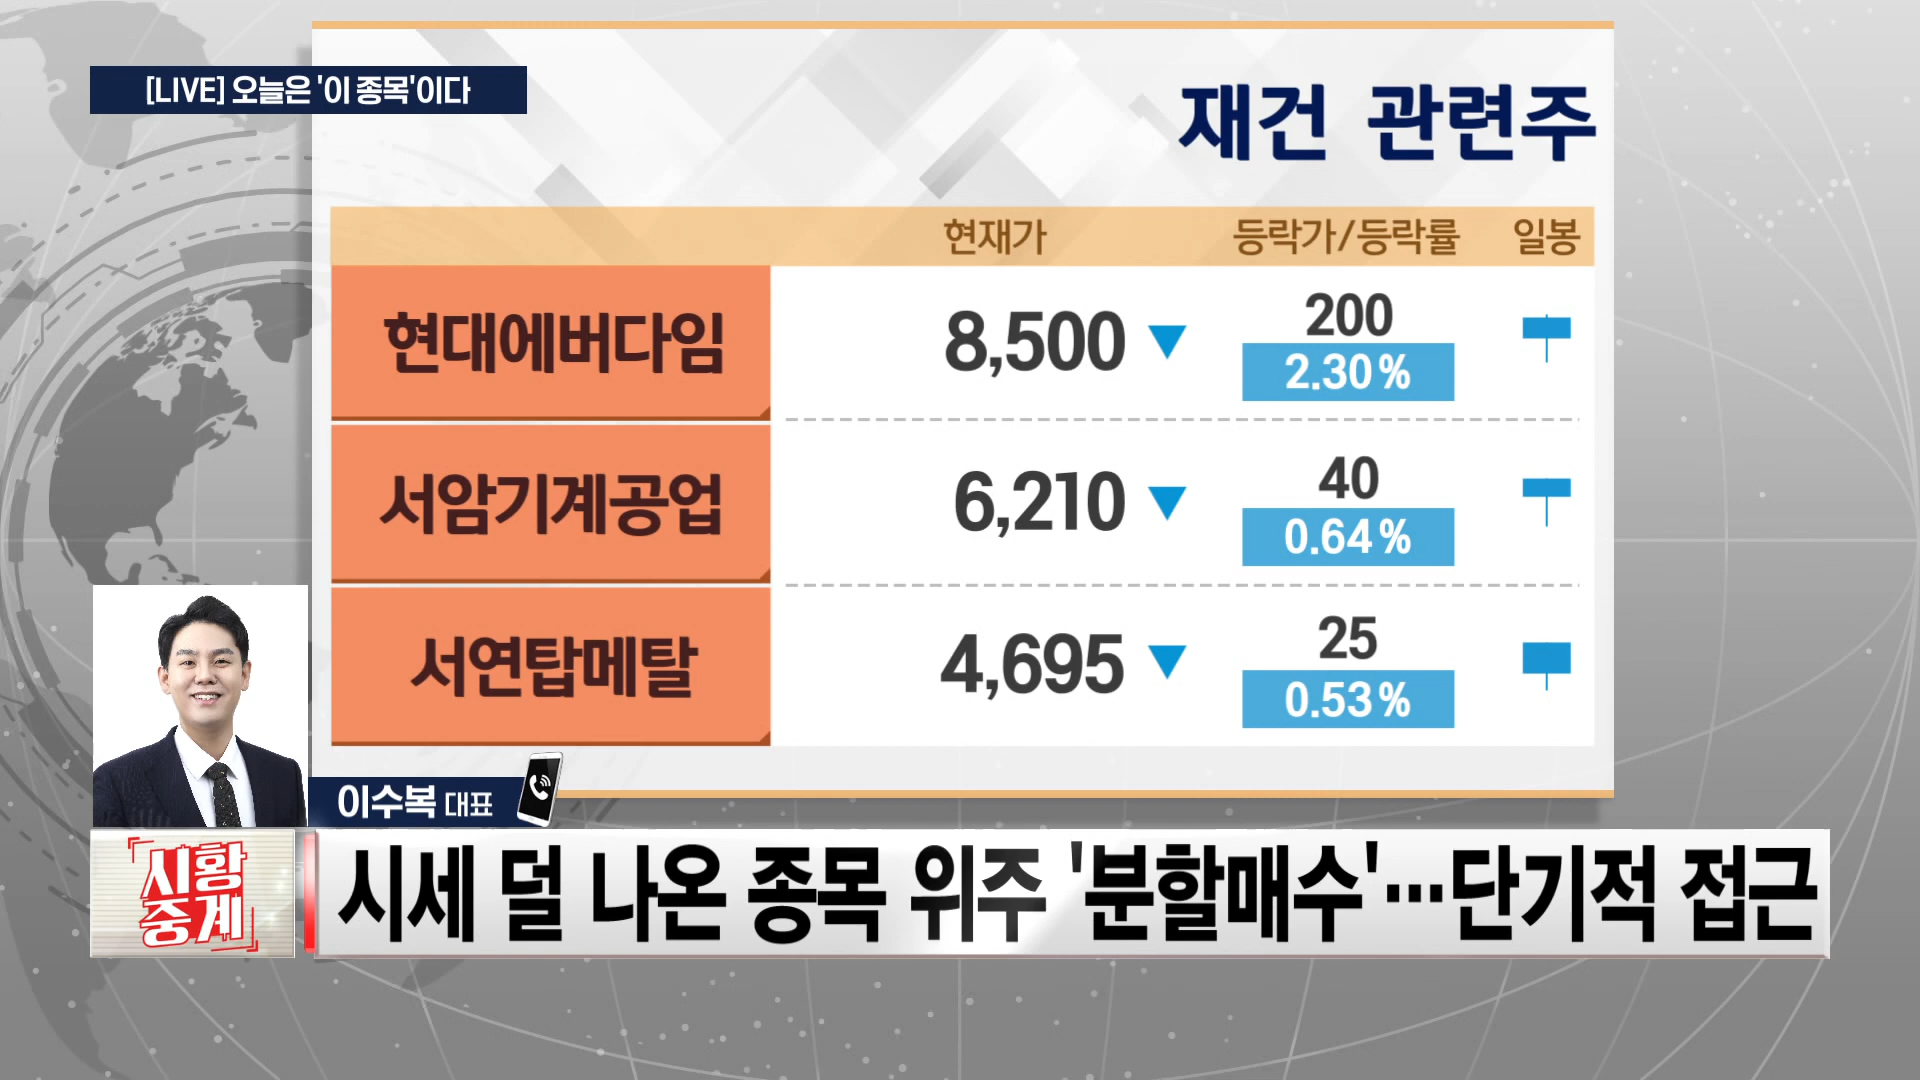 [LIVE] 오늘은 '이 종목'이다
재건 관련주
현재가 등락가/등락률 일봉
현대에버다임 8,500 ▼ 200 2.30%
서암기계공업 6,210 ▼ 40 0.64%
서연탑메탈 4,695 ▼ 25 0.53%
이수복 대표
시황
중계
시세 덜 나온 종목 위주 '분할매수'…단기적 접근